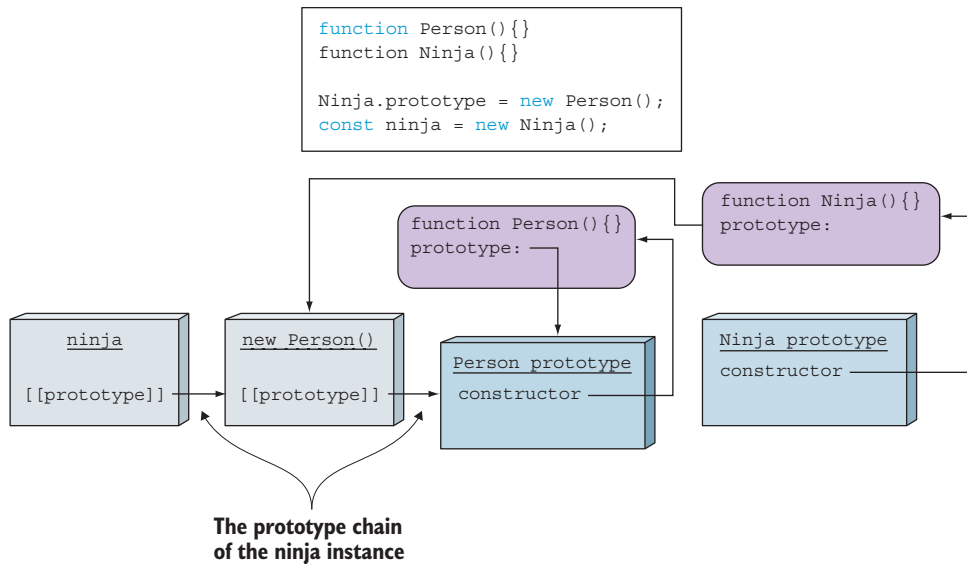 function Person(){}
function Ninja(){}
Ninja.prototype = new Person();
const ninja = new Ninja();
function Person(){}
prototype:
function Ninja(){}
prototype:
ninja
[[prototype]]
new Person()
[[prototype]]
Person prototype
constructor
Ninja prototype
constructor
The prototype chain
of the ninja instance